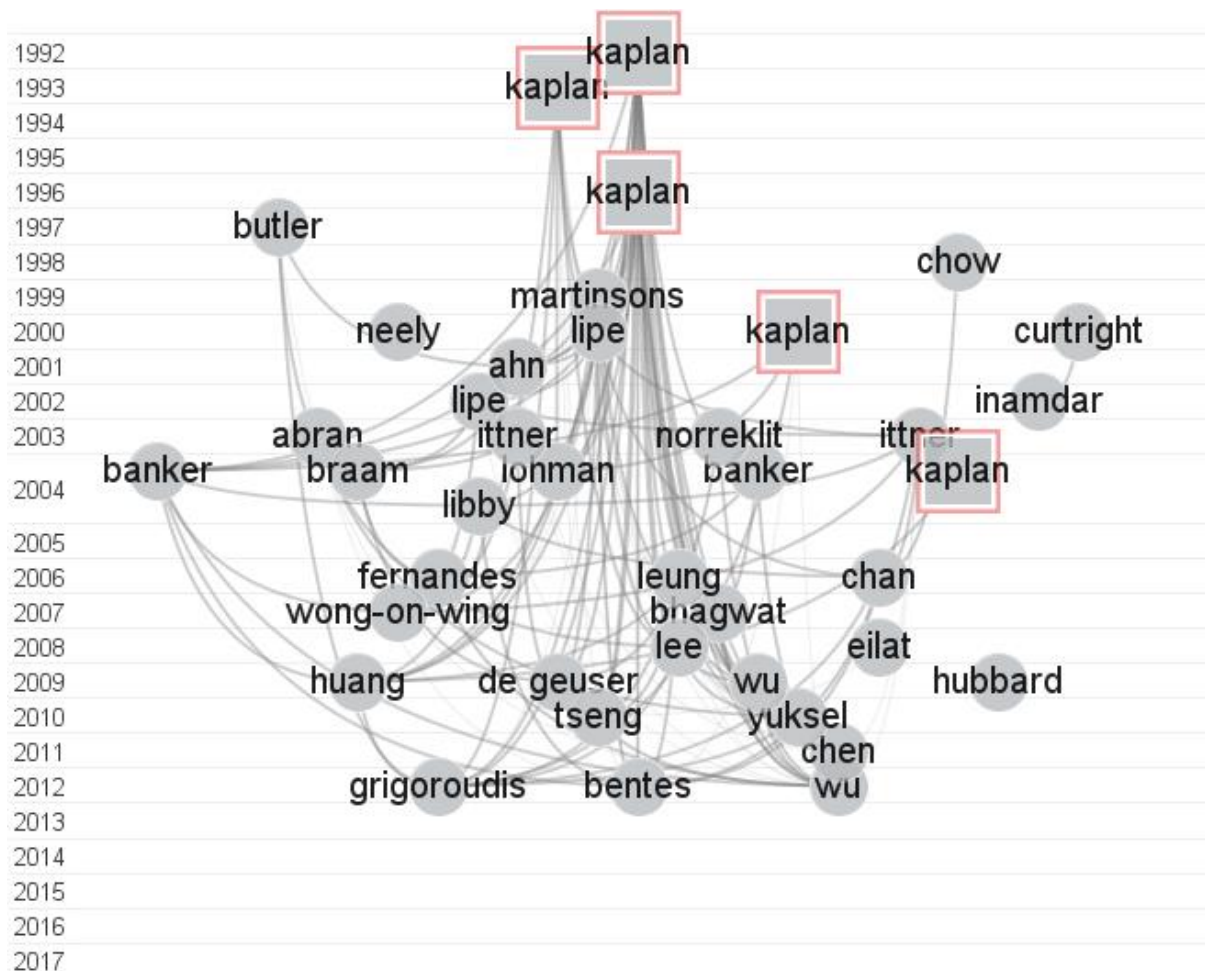 1992 kaplan
1993 kaplan
1994
1995
1996 kaplan
1997 butler
1998 chow
1999 martinsons
2000 neely lipe kaplan curtright
2001 ahn
2002 lipe inamdar
2003 abran ittner norreklit ittner
2004 banker braam lohman banker kaplan
libby
2005
2006 fernandes leung chan
2007 wong-on-wing bhagwat
2008 lee eilat
2009 huang de geuser wu hubbard
2010 tseng yuksel
2011 chen
2012 grigoroudis bentes wu
2013
2014
2015
2016
2017